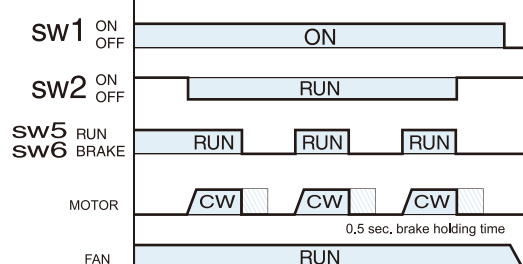 sw1 ON OFF ON
sw2 ON OFF RUN
sw5 RUN
sw6 BRAKE
RUN RUN RUN
MOTOR CW CW CW
0.5 sec. brake holding time
FAN RUN